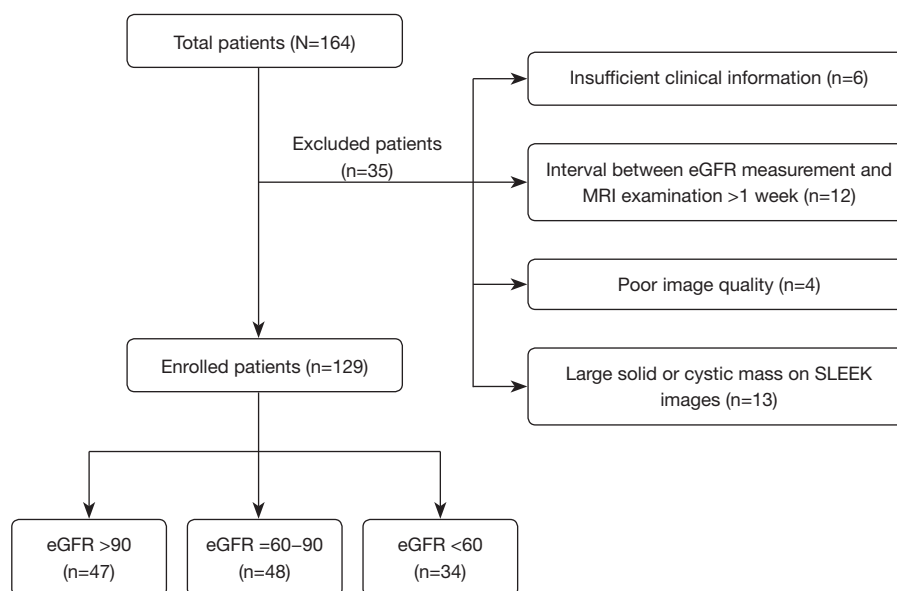 Total patients (N=164)
Insufficient clinical information (n=6)
Excluded patients
(n=35)
Interval between eGFR measurement and
MRI examination >1 week (n=12)
Poor image quality (n=4)
Enrolled patients (n=129)
Large solid or cystic mass on SLEEK
images (n=13)
eGFR >90
(n=47)
eGFR =60–90
(n=48)
eGFR <60
(n=34)